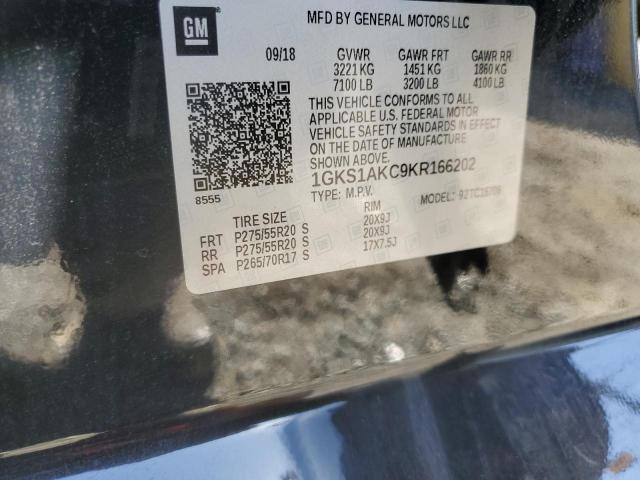 GM
MFD BY GENERAL MOTORS LLC
09/18 GVWR GAWR FRT GAWR RR
3221 KG 1451 KG 1860 KG
7100 LB 3200 LB 4100 LB
THIS VEHICLE CONFORMS TO ALL
APPLICABLE U.S. FEDERAL MOTOR
VEHICLE SAFETY STANDARDS IN EFFECT
ON THE DATE OF MANUFACTURE
SHOWN ABOVE.
1GKS1AKC9KR166202
8555
TYPE: M.P.V. MODEL: 92TC15706
TIRE SIZE RIM
FRT P275/55R20 S 20X9J
RR P275/55R20 S 20X9J
SPA P265/70R17 S 17X7.5J